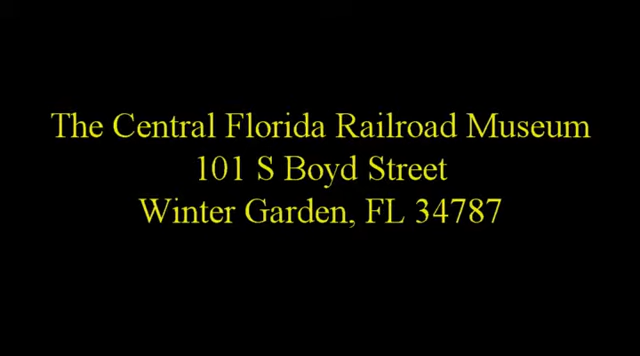 The Central Florida Railroad Museum
101 S Boyd Street
Winter Garden, FL 34787